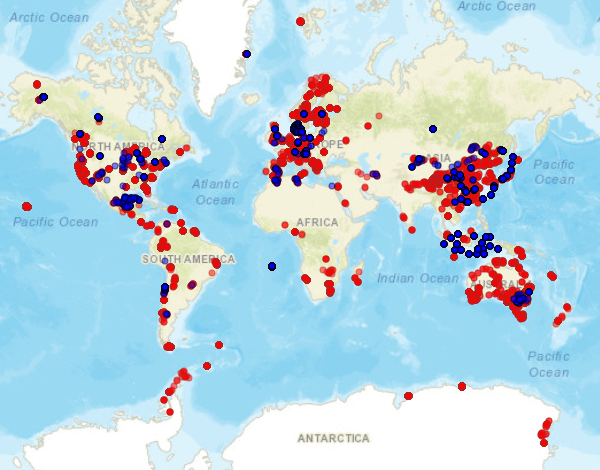 Arctic Ocean
Arctic Ocean
NORTH AMERICA
OPE
ASIA
Pacific
Ocean
Atlantic
Ocean
Pacific Ocean
AFRICA
SOUTH AMERICA
Indian Ocean
AUSTRALIA
Pacific
Ocean
ANTARCTICA